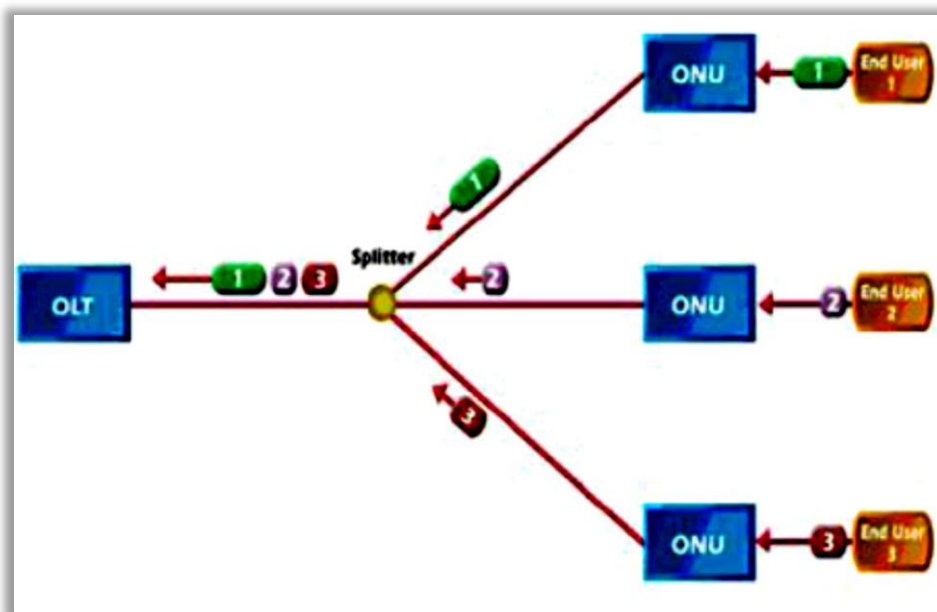 ONU
1
End User
1
1
Splitter
OLT
1 2 3
2
ONU
2
End User
2
3
ONU
3
End User
3